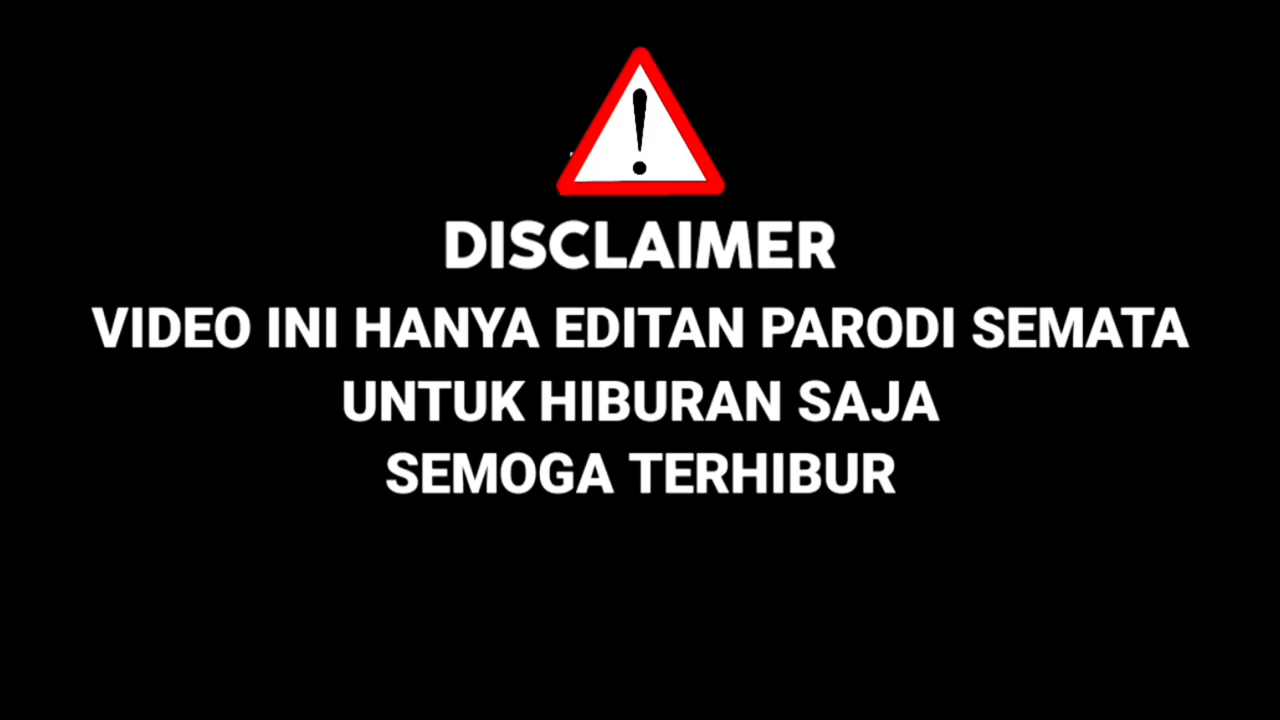 DISCLAIMER
VIDEO INI HANYA EDITAN PARODI SEMATA
UNTUK HIBURAN SAJA
SEMOGA TERHIBUR